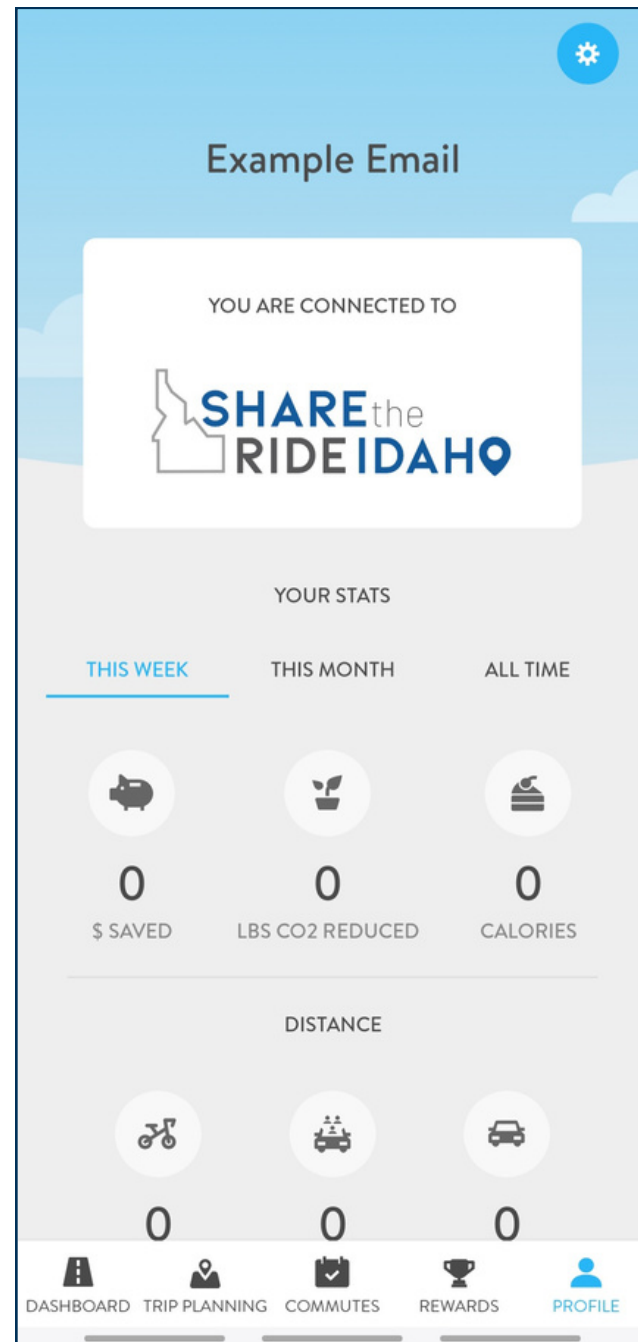 Example Email
YOU ARE CONNECTED TO
SHARE the
RIDE IDAHO
YOUR STATS
THIS WEEK THIS MONTH ALL TIME
0 0 0
$ SAVED LBS CO2 REDUCED CALORIES
DISTANCE
0 0 0
DASHBOARD TRIP PLANNING COMMUTES REWARDS PROFILE